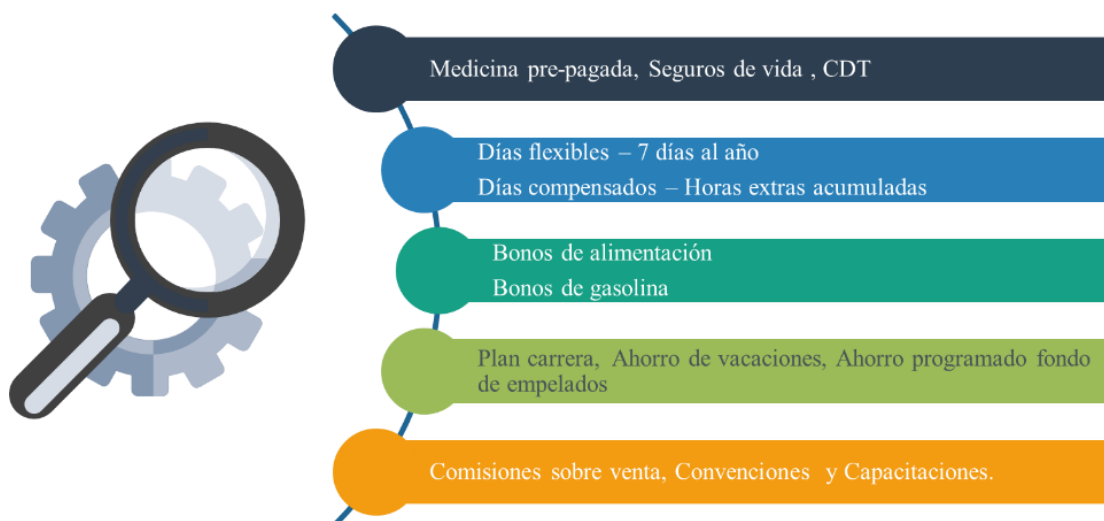 Medicina pre-pagada, Seguros de vida , CDT
Días flexibles – 7 días al año
Días compensados – Horas extras acumuladas
Bonos de alimentación
Bonos de gasolina
Plan carrera, Ahorro de vacaciones, Ahorro programado fondo
de empelados
Comisiones sobre venta, Convenciones y Capacitaciones.